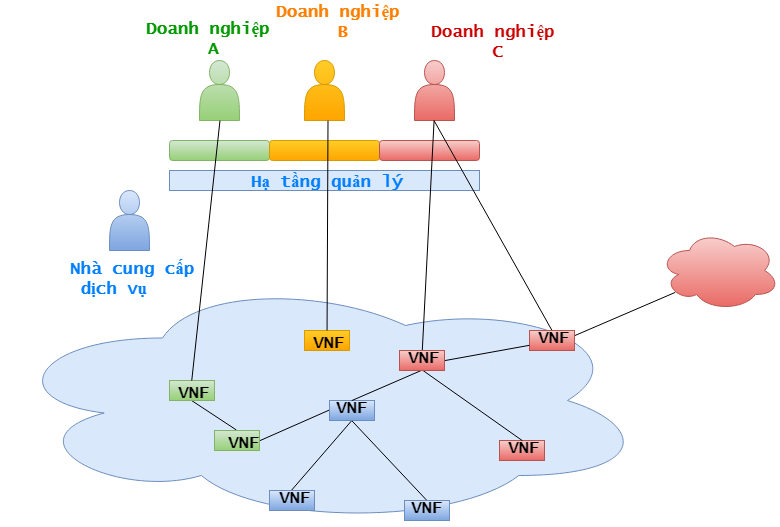 Doanh nghiệp
A
Doanh nghiệp
B
Doanh nghiệp
C
Hạ tầng quản lý
Nhà cung cấp
dịch vụ
VNF
VNF
VNF
VNF
VNF
VNF
VNF
VNF
VNF